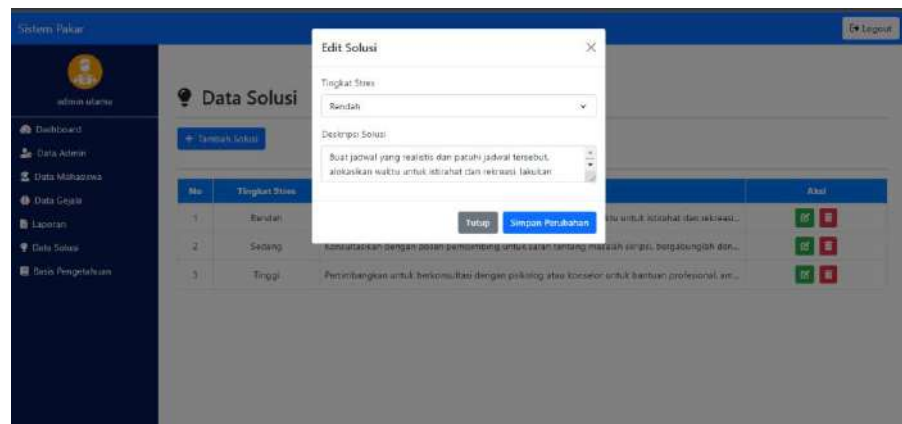 Sistem Pakar
Logout
Edit Solusi
Tingkat Stres
Rendah
Deskripsi Solusi
Buat jadwal yang realistis dan patuhi jadwal tersebut,
alokasikan waktu untuk istirahat dan rekreasi, lakukan
Tutup
Simpan Perubahan
admin utama
Dashboard
Data Admin
Data Mahasiswa
Data Gejala
Laporan
Data Solusi
Basis Pengetahuan
Data Solusi
+ Tambah Solusi
No Tingkat Stres Aksi
1 Rendah untuk istirahat dan rekreasi...
2 Sedang Konsultasikan dengan dosen pembimbing untuk saran tentang masalah skripsi, bergabunglah den...
3 Tinggi Pertimbangkan untuk berkonsultasi dengan psikolog atau konselor untuk bantuan profesional, am...